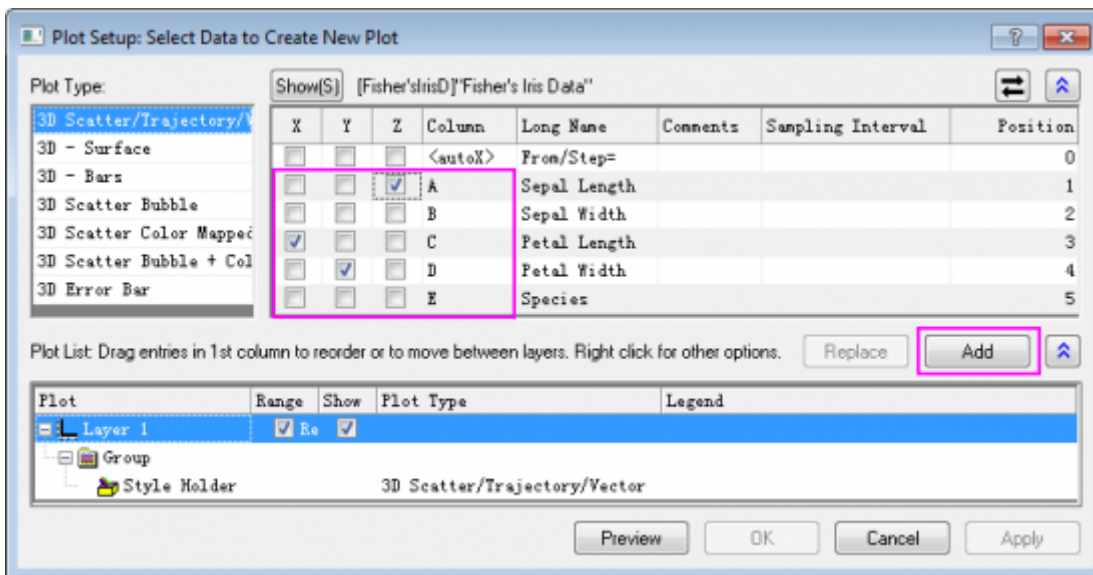 Plot Setup: Select Data to Create New Plot
Plot Type:
Show(S) [Fisher'sIrisD]"Fisher's Iris Data"
3D Scatter/Trajectory/V
3D - Surface
3D - Bars
3D Scatter Bubble
3D Scatter Color Mapped
3D Scatter Bubble + Col
3D Error Bar
X Y Z Column Long Name Comments Sampling Interval Position
<autoX> From/Step= 0
A Sepal Length 1
B Sepal Width 2
C Petal Length 3
D Petal Width 4
E Species 5
Plot List: Drag entries in 1st column to reorder or to move between layers. Right click for other options. Replace Add
Plot Range Show Plot Type Legend
Layer 1 Re
Group
Style Holder 3D Scatter/Trajectory/Vector
Preview OK Cancel Apply